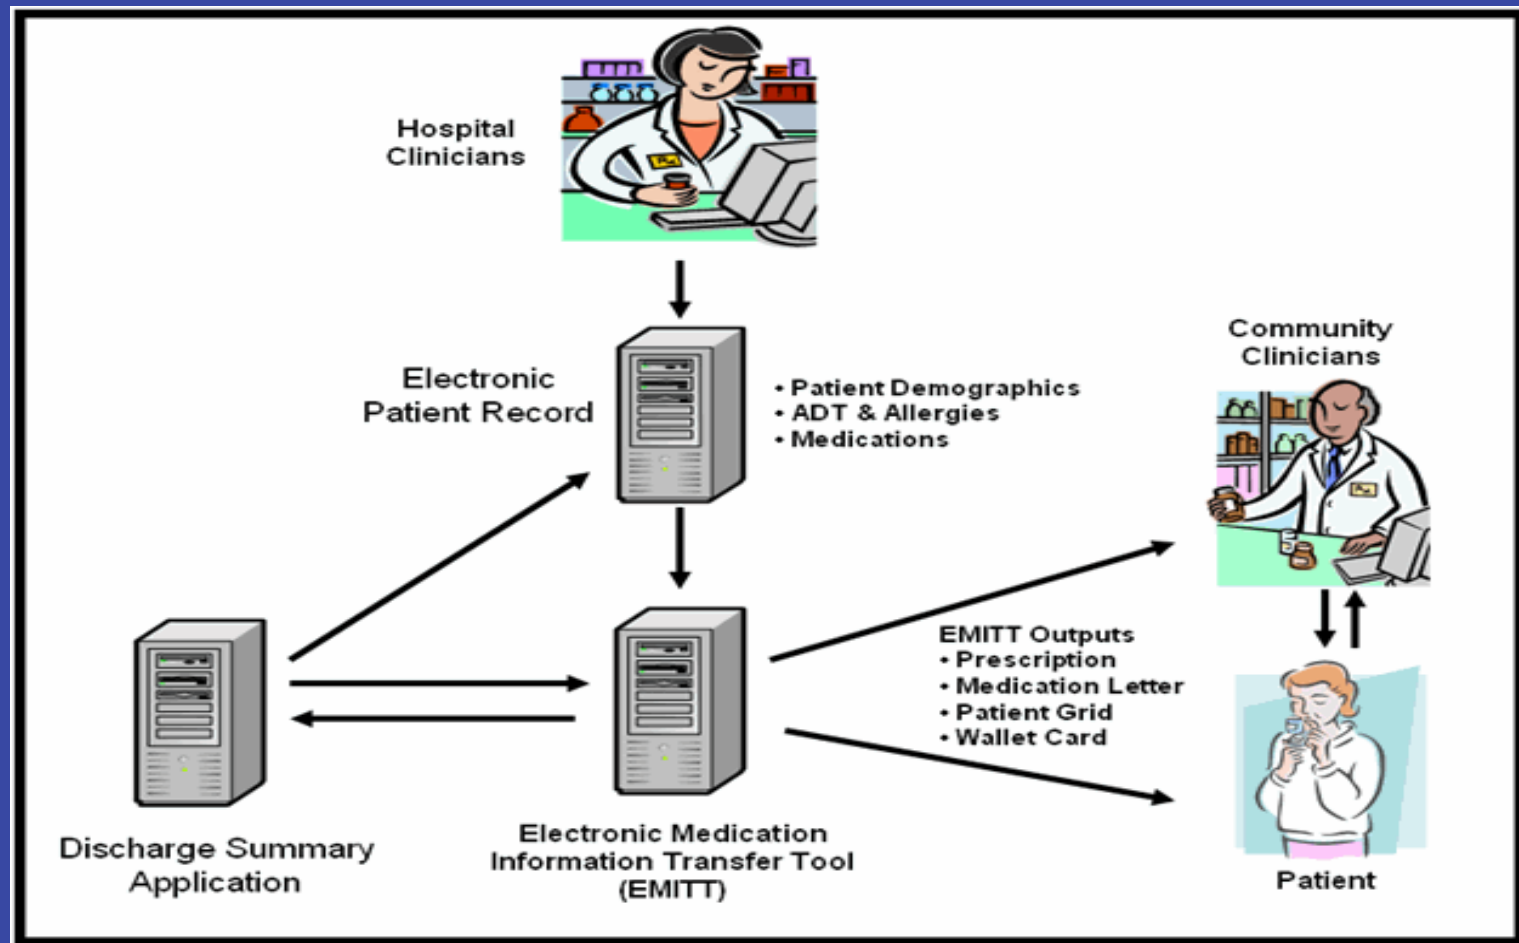 Hospital
Clinicians
Electronic
Patient Record
• Patient Demographics
• ADT & Allergies
• Medications
Community
Clinicians
EMITT Outputs
• Prescription
• Medication Letter
• Patient Grid
• Wallet Card
Discharge Summary
Application
Electronic Medication
Information Transfer Tool
(EMITT)
Patient